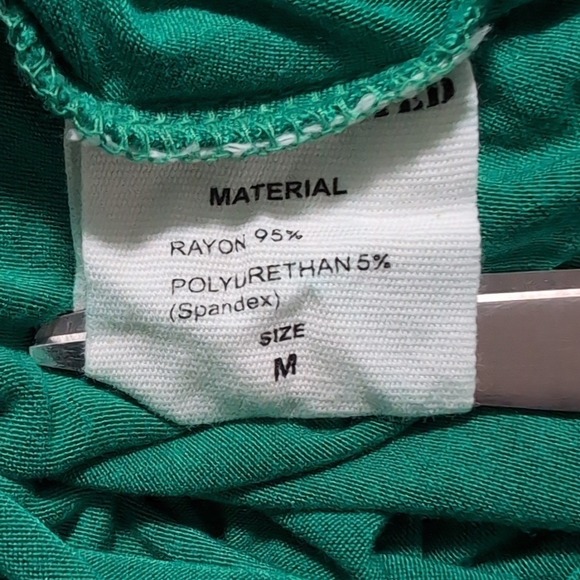 MATERIAL
RAYON 95%
POLYURETHAN 5%
(Spandex)
SIZE
M